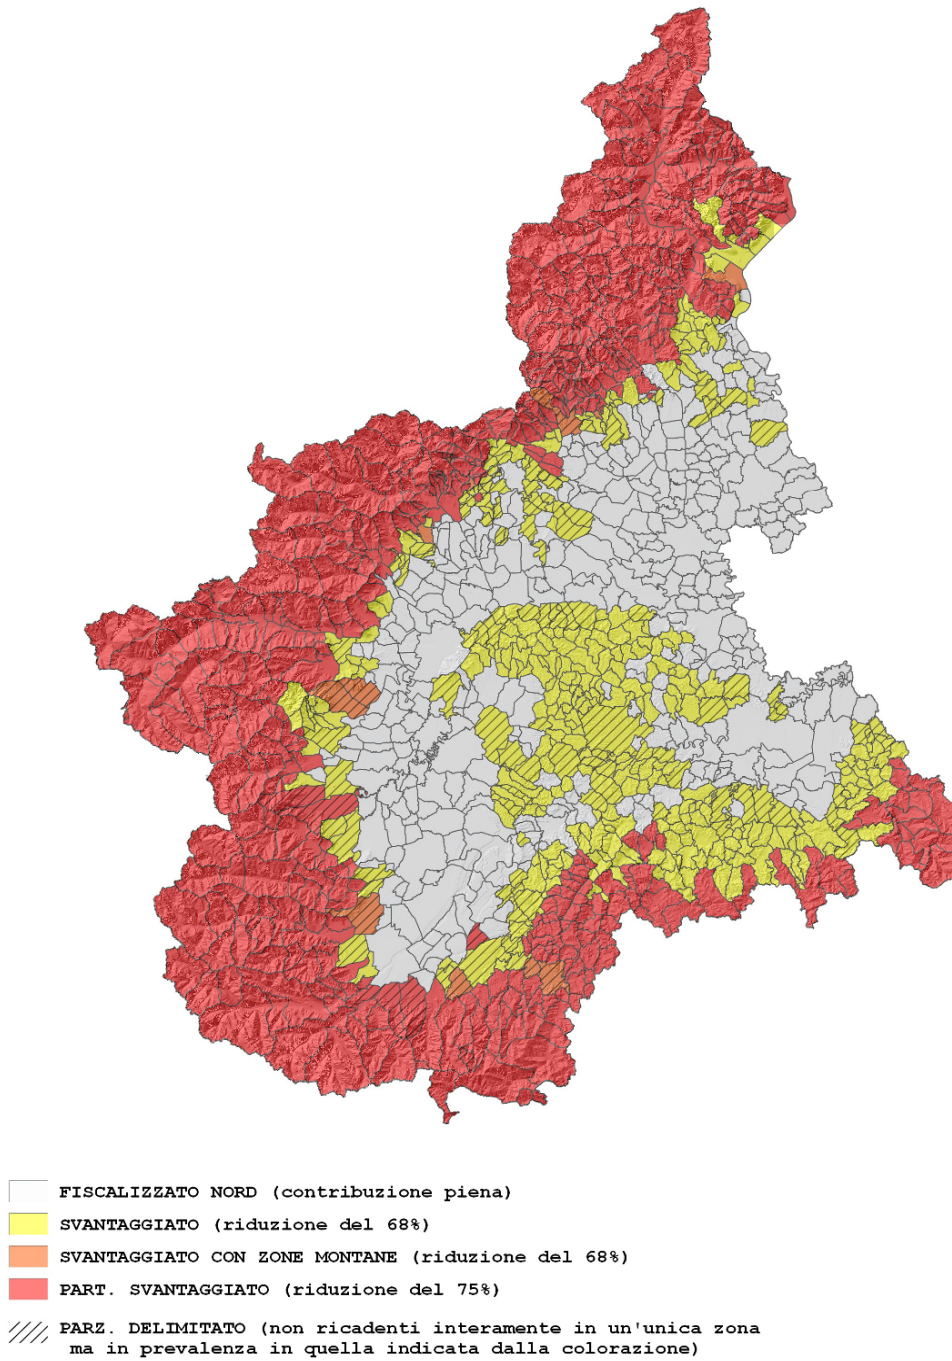 FISCALIZZATO NORD (contribuzione piena)
SVANTAGGIATO (riduzione del 68%)
SVANTAGGIATO CON ZONE MONTANE (riduzione del 68%)
PART. SVANTAGGIATO (riduzione del 75%)
PARZ. DELIMITATO (non ricadenti interamente in un'unica zona
ma in prevalenza in quella indicata dalla colorazione)